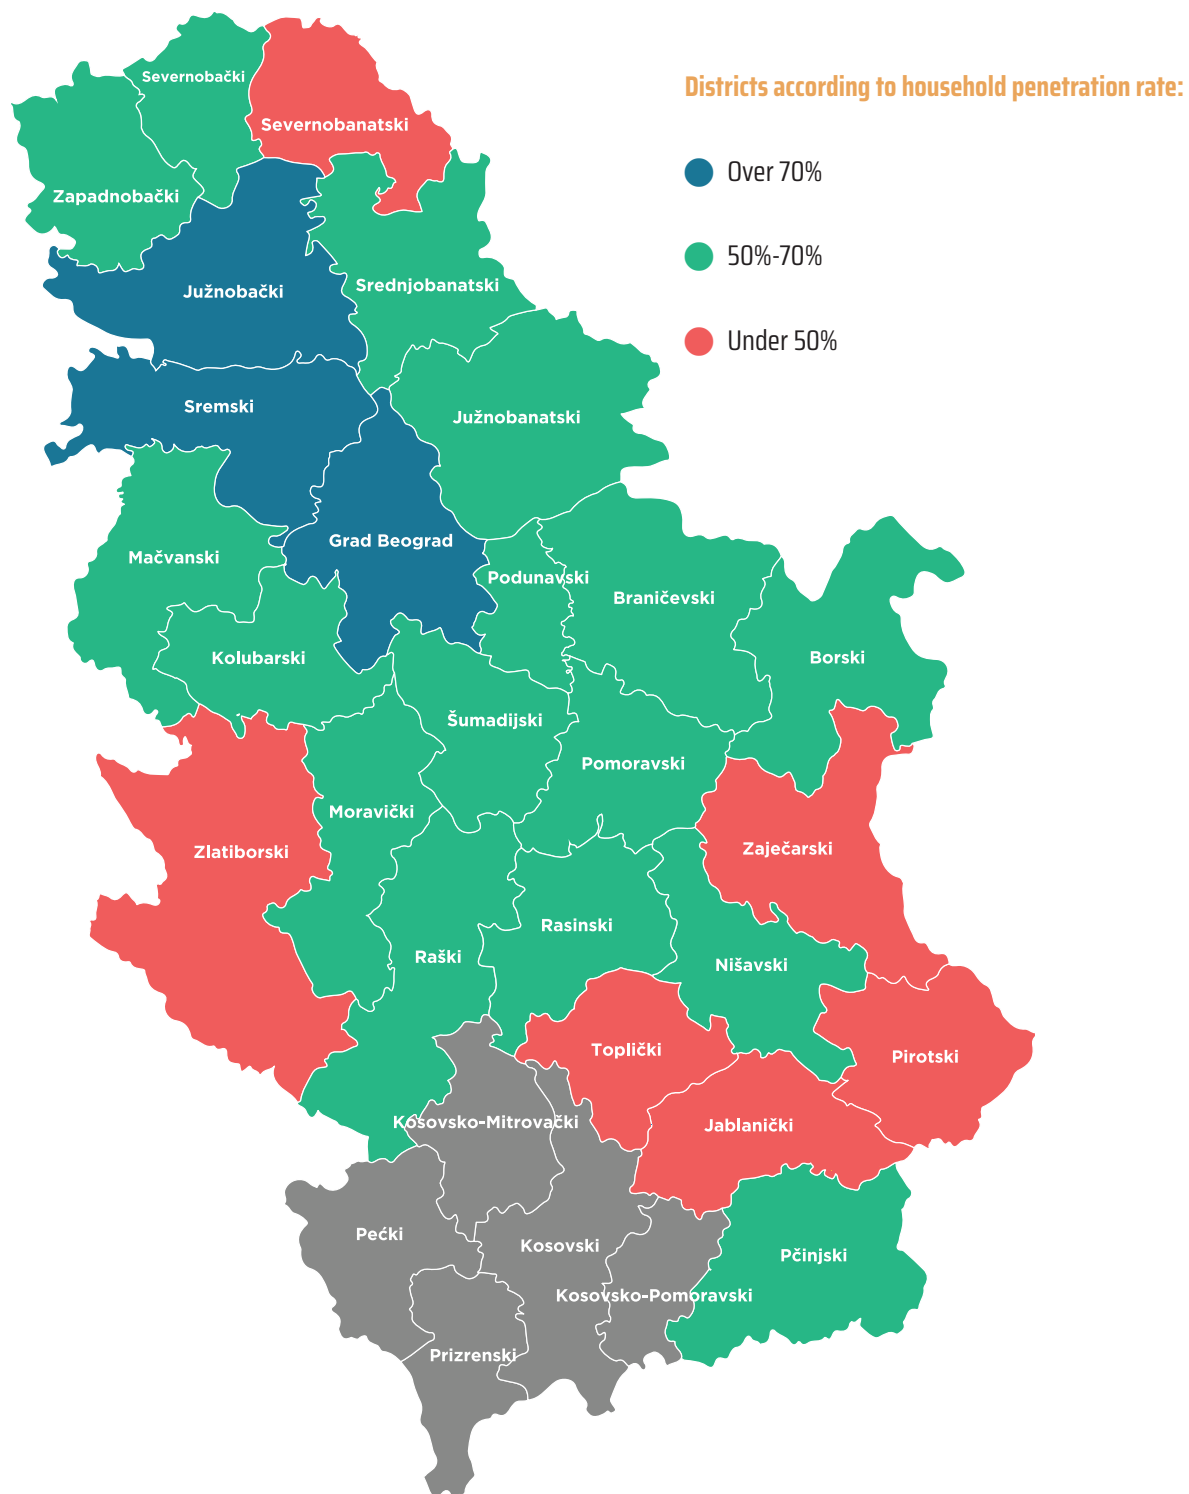 Districts according to household penetration rate:
Over 70%
50%-70%
Under 50%
Severnobački
Severnobanatski
Zapadnobački
Južnobački
Srednjobanatski
Sremski
Južnobanatski
Grad Beograd
Mačvanski
Podunavski
Braničevski
Kolubarski
Borski
Šumadijski
Pomoravski
Moravički
Zlatiborski
Zaječarski
Rasinski
Raški
Nišavski
Toplički
Pirotski
Kosovsko-Mitrovački
Jablanički
Pećki
Kosovski
Pčinjski
Kosovsko-Pomoravski
Prizrenski